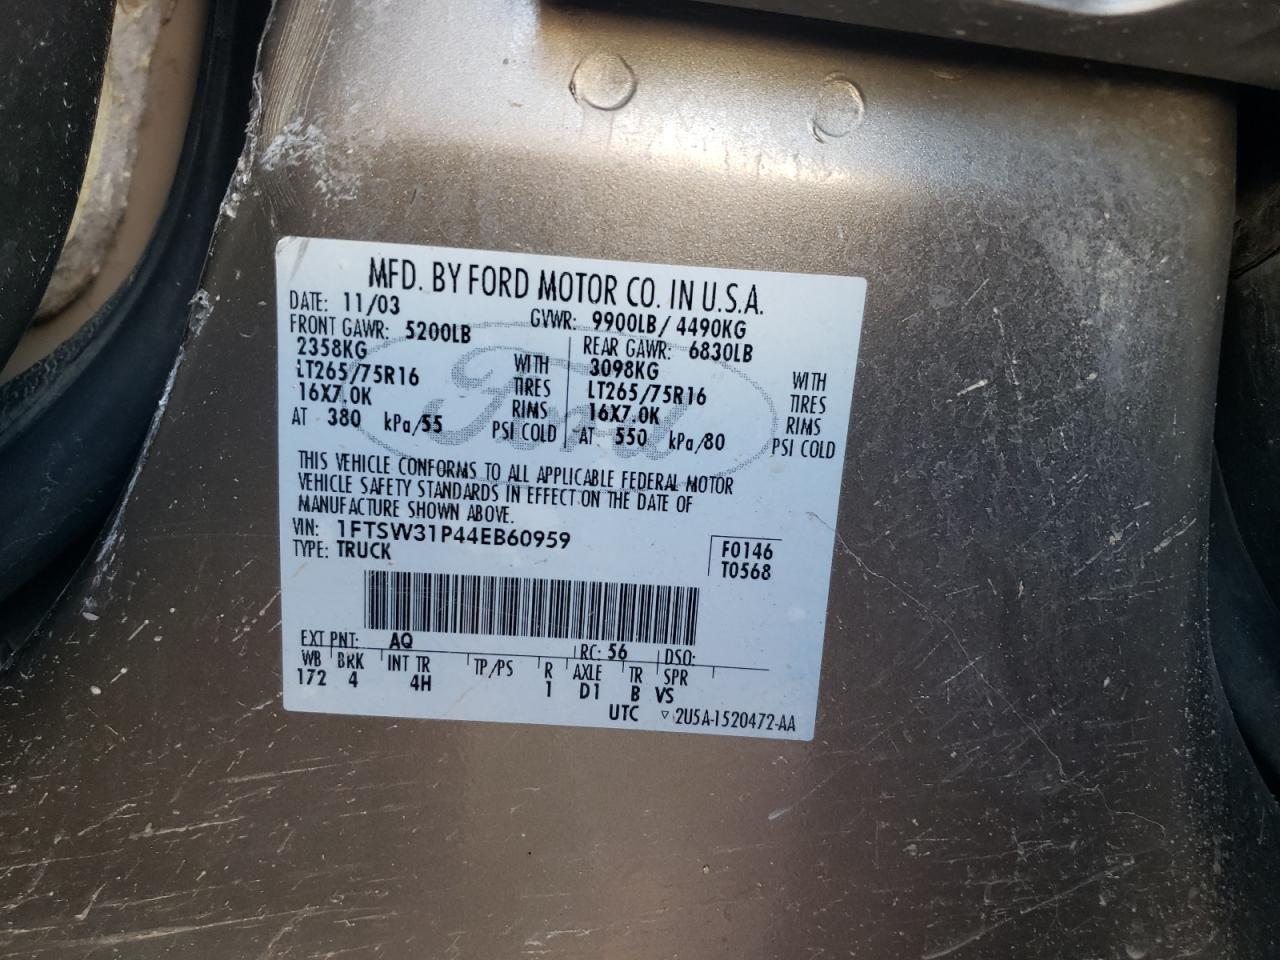 MFD. BY FORD MOTOR CO. IN U.S.A.
DATE: 11/03 GVWR: 9900LB/4490KG
FRONT GAWR: 5200LB REAR GAWR: 6830LB
2358KG WITH 3098KG WITH
LT265/75R16 TIRES LT265/75R16 TIRES
16X7.0K RIMS 16X7.0K RIMS
AT 380 kPa/55 PSI COLD AT 550 kPa/80 PSI COLD
Ford
THIS VEHICLE CONFORMS TO ALL APPLICABLE FEDERAL MOTOR
VEHICLE SAFETY STANDARDS IN EFFECT ON THE DATE OF
MANUFACTURE SHOWN ABOVE.
VIN: 1FTSW31P44EB60959 F0146
TYPE: TRUCK T0568
EXT PNT: AQ RC: 56 DSO:
WB BRK INT TR TP/PS R AXLE TR SPR
172 4 4H 1 D1 B VS
UTC ▽ 2U5A-1520472-AA